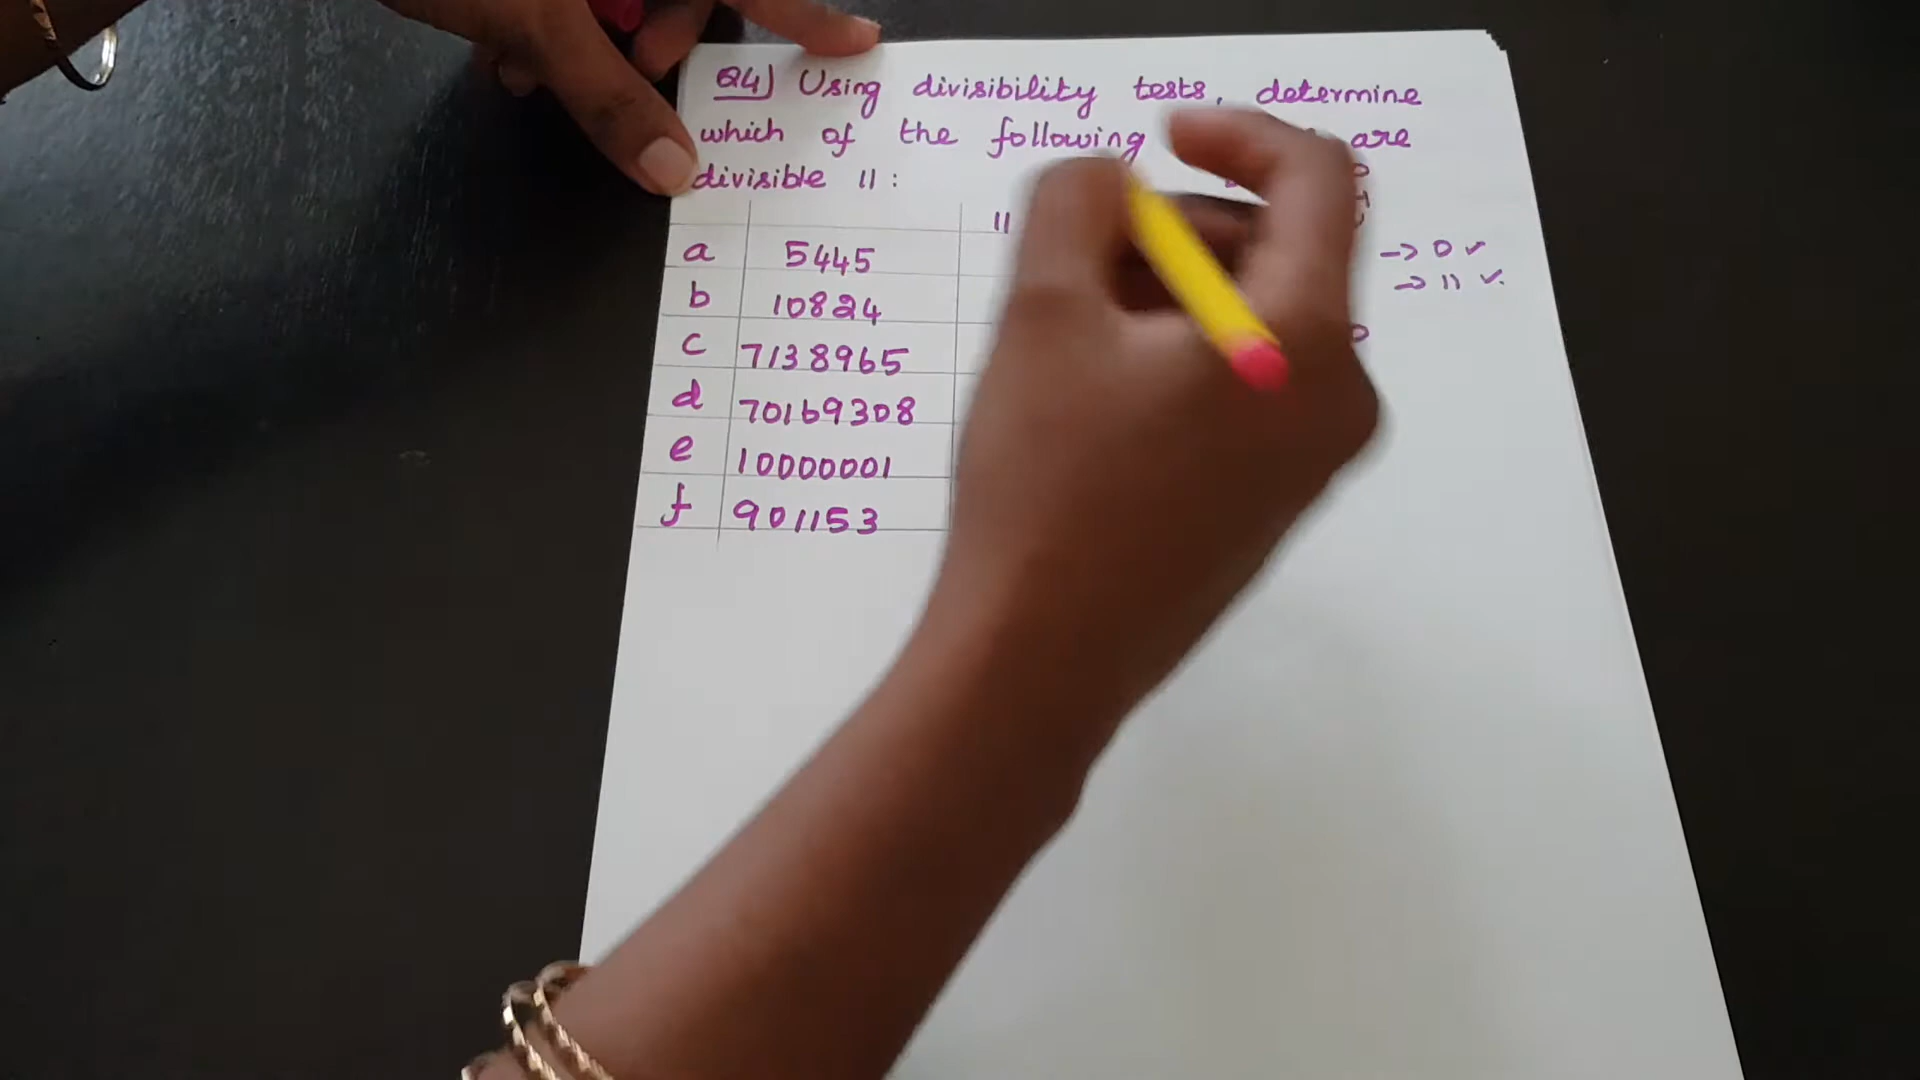 Q4) Using divisibility tests, determine
which of the following are
divisible 11:
11
a 5445
b 10824
c 7138965
d 70169308
e 10000001
f 901153
→ 0 ✓
→ 11 ✓